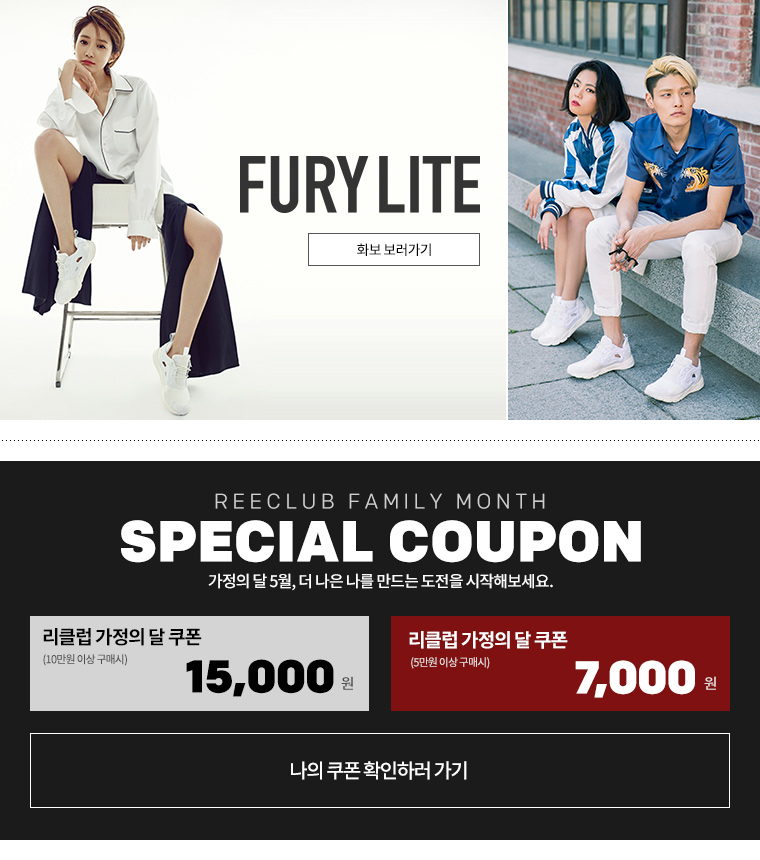 FURY LITE
화보 보러가기
REECLUB FAMILY MONTH
SPECIAL COUPON
가정의 달 5월, 더 나은 나를 만드는 도전을 시작해보세요.
리클럽 가정의 달 쿠폰
(10만원 이상 구매시)
15,000 원
리클럽 가정의 달 쿠폰
(5만원 이상 구매시)
7,000 원
나의 쿠폰 확인하러 가기